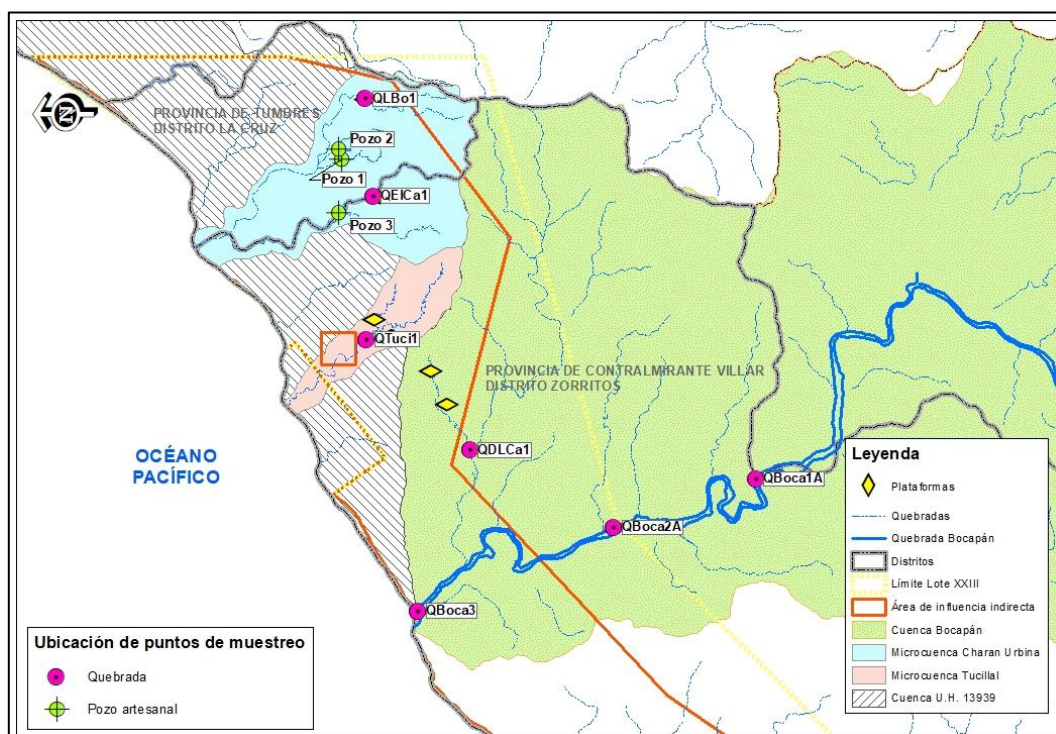 QLBo1
PROVINCIA DE TUMBRES
DISTRITO LA CRUZ
N
Pozo 2
Pozo 1
QElCa1
Pozo 3
QTuci1
PROVINCIA DE CONTRALMIRANTE VILLAR
DISTRITO ZORRITOS
OCÉANO
PACÍFICO
QDLCa1
QBoca1A
QBoca2A
QBoca3
Leyenda
Plataformas
Quebradas
Quebrada Bocapán
Distritos
Límite Lote XXIII
Área de influencia indirecta
Cuenca Bocapán
Microcuenca Charan Urbina
Microcuenca Tucillal
Cuenca U.H. 13939
Ubicación de puntos de muestreo
Quebrada
Pozo artesanal